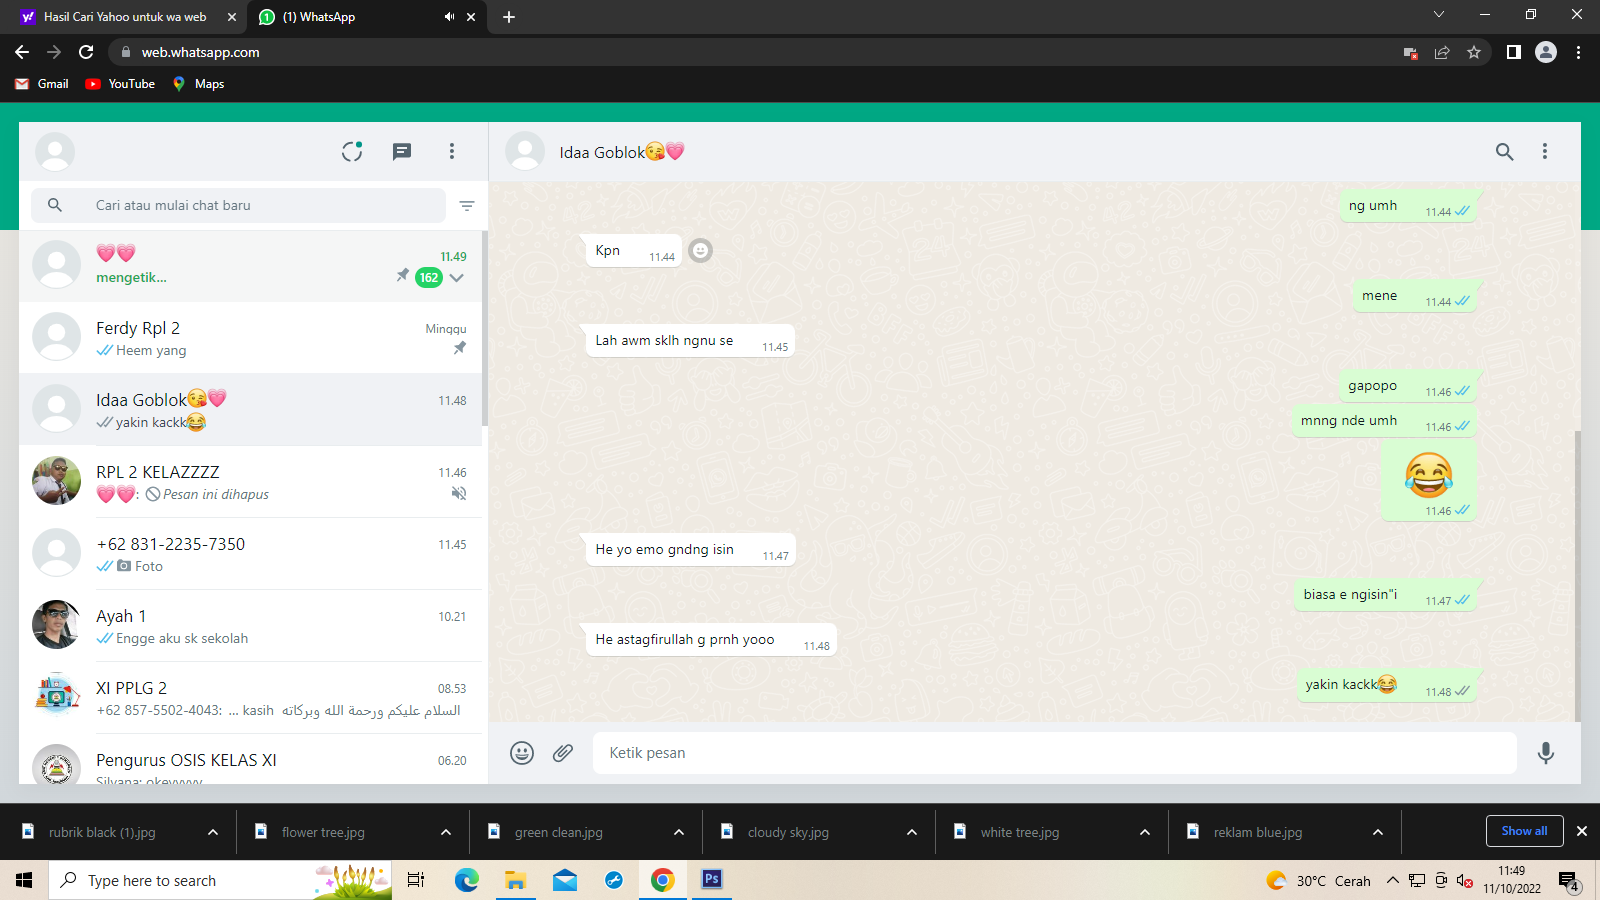 Hasil Cari Yahoo untuk wa web
(1) WhatsApp
web.whatsapp.com
Gmail
YouTube
Maps
Cari atau mulai chat baru
💗💗
11.49
mengetik...
162
Ferdy Rpl 2
Minggu
Heem yang
Idaa Goblok😘💗
11.48
yakin kackk😂
RPL 2 KELAZZZZ
11.46
💗💗: Pesan ini dihapus
+62 831-2235-7350
11.45
Foto
Ayah 1
10.21
Engge aku sk sekolah
XI PPLG 2
08.53
+62 857-5502-4043: ... kasih السلام عليكم ورحمة الله وبركاته
Pengurus OSIS KELAS XI
06.20
Silvana: okeyyyyy
Idaa Goblok😘💗
ng umh 11.44
Kpn 11.44
mene 11.44
Lah awm sklh ngnu se 11.45
gapopo 11.46
mnng nde umh 11.46
😂
11.46
He yo emo gndng isin 11.47
biasa e ngisin"i 11.47
He astagfirullah g prnh yooo 11.48
yakin kackk😂 11.48
Ketik pesan
rubrik black (1).jpg
flower tree.jpg
green clean.jpg
cloudy sky.jpg
white tree.jpg
reklam blue.jpg
Show all
Type here to search
Ps
30°C Cerah
11:49
11/10/2022
4